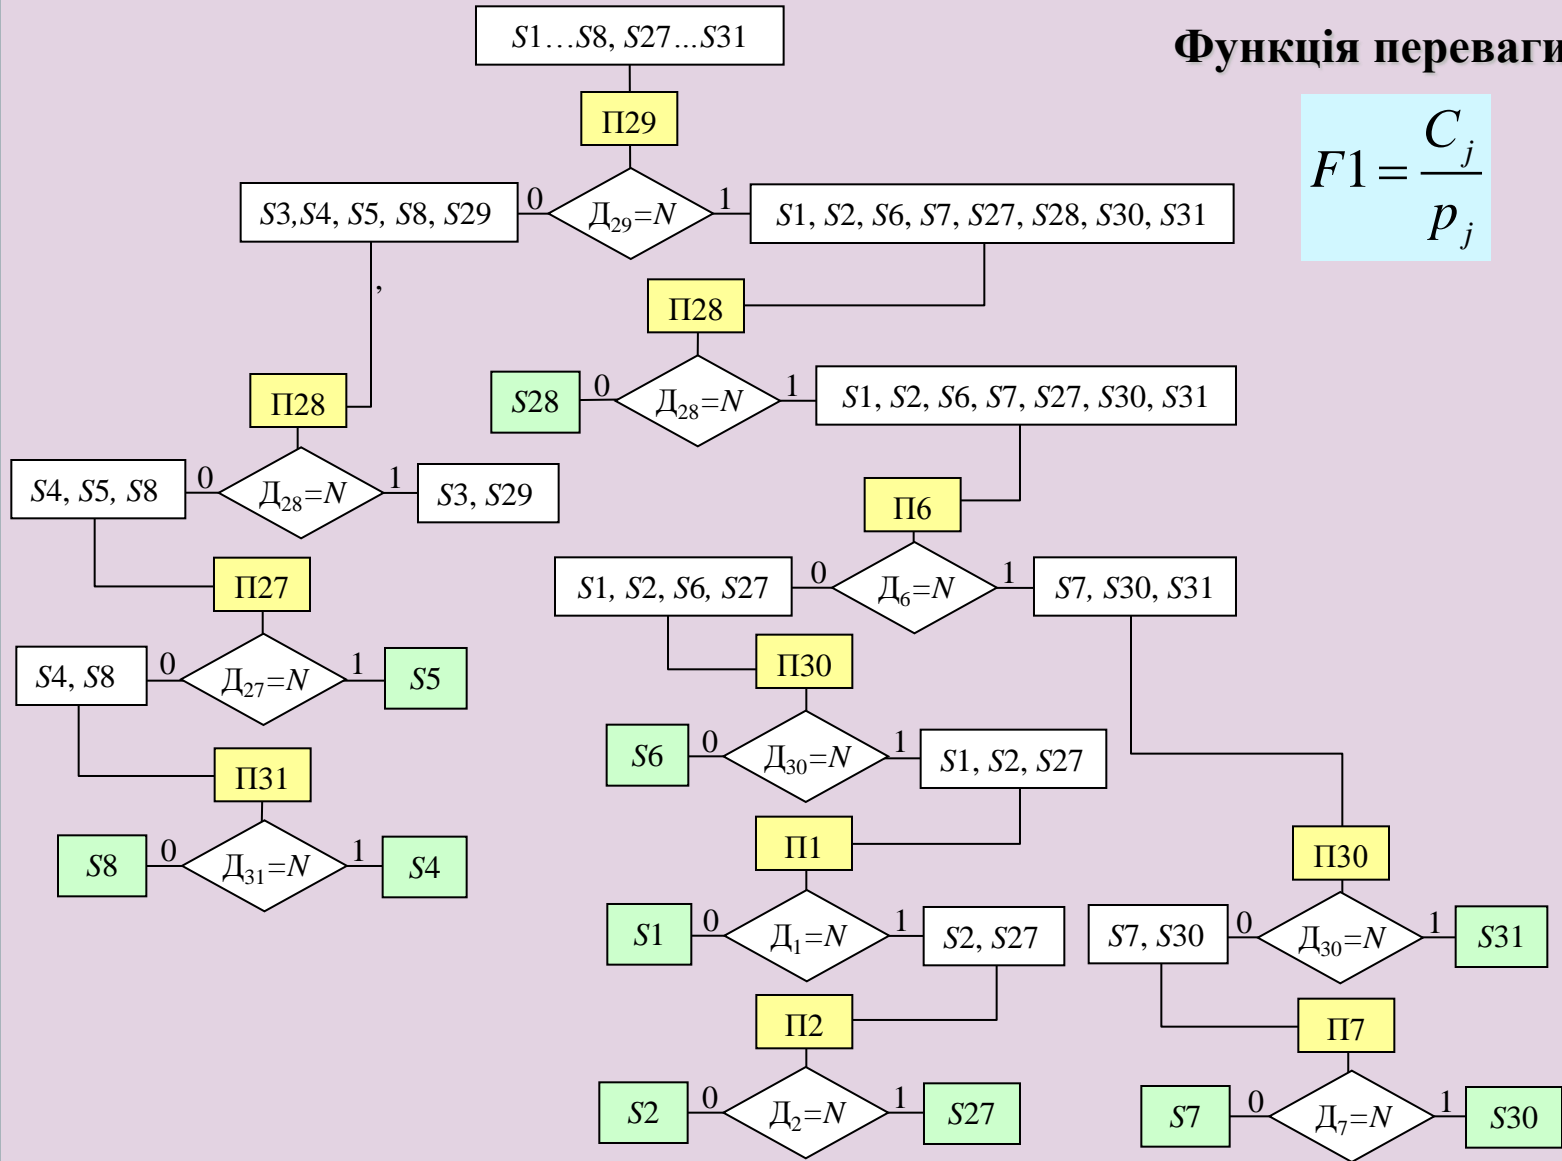 S1…S8, S27...S31
Функція переваги
П29
F1 = C_j / p_j
S3,S4, S5, S8, S29
0
Д29=N
1
S1, S2, S6, S7, S27, S28, S30, S31
,
П28
П28
S28
0
Д28=N
1
S1, S2, S6, S7, S27, S30, S31
S4, S5, S8
0
Д28=N
1
S3, S29
П6
П27
S1, S2, S6, S27
0
Д6=N
1
S7, S30, S31
S4, S8
0
Д27=N
1
S5
П30
S6
0
Д30=N
1
S1, S2, S27
П31
S8
0
Д31=N
1
S4
П1
П30
S1
0
Д1=N
1
S2, S27
S7, S30
0
Д30=N
1
S31
П2
П7
S2
0
Д2=N
1
S27
S7
0
Д7=N
1
S30